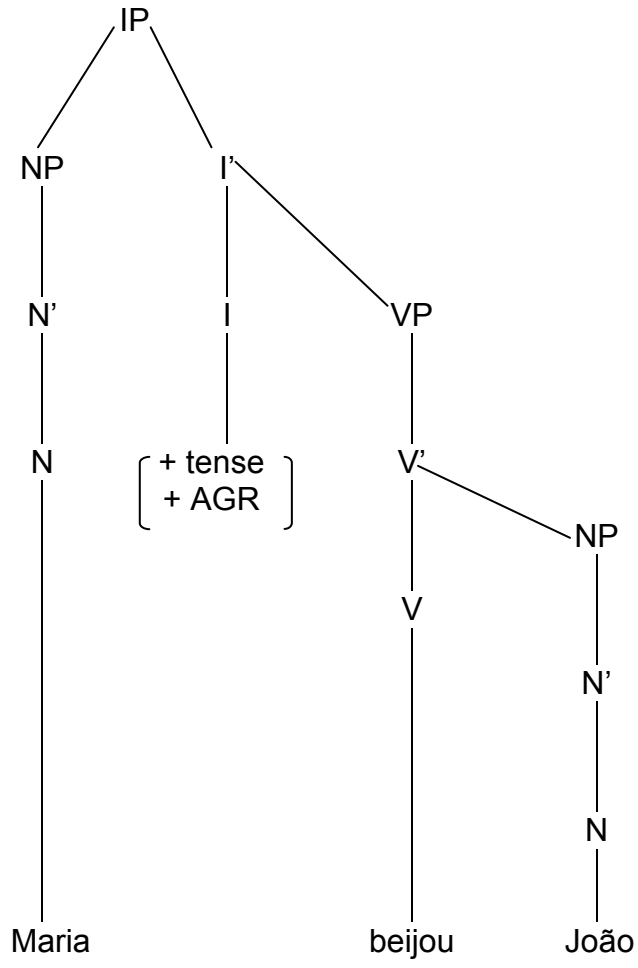 IP
NP I’
N’ I VP
N + tense V’
+ AGR
NP
V
N’
N
Maria beijou João